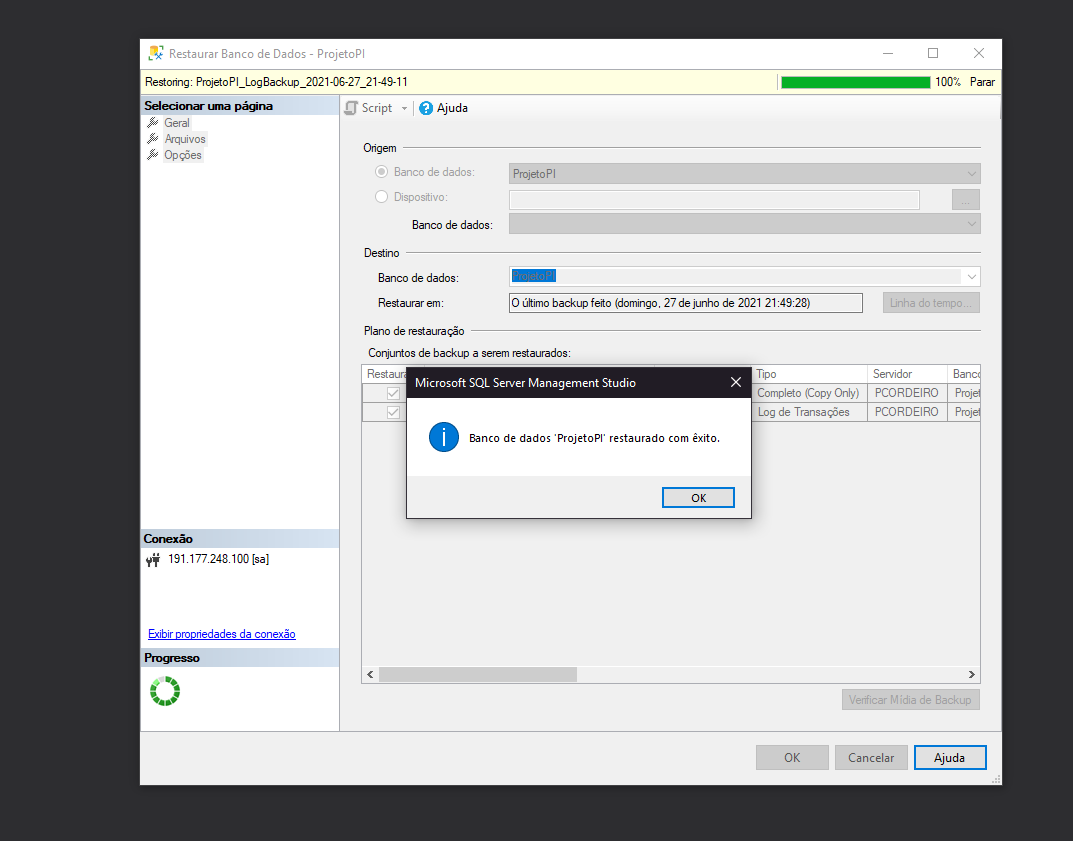 Restaurar Banco de Dados - ProjetoPI
Restoring: ProjetoPI_LogBackup_2021-06-27_21-49-11
100%
Parar
Selecionar uma página
Geral
Arquivos
Opções
Script
Ajuda
Origem
Banco de dados:
ProjetoPI
Dispositivo:
...
Banco de dados:
Destino
Banco de dados:
ProjetoPI
Restaurar em:
O último backup feito (domingo, 27 de junho de 2021 21:49:28)
Linha do tempo...
Plano de restauração
Conjuntos de backup a serem restaurados:
Restaura Tipo Servidor Banco
Completo (Copy Only) PCORDEIRO Projet
Log de Transações PCORDEIRO Projet
Microsoft SQL Server Management Studio
Banco de dados 'ProjetoPI' restaurado com êxito.
OK
Conexão
191.177.248.100 [sa]
Exibir propriedades da conexão
Progresso
Verificar Mídia de Backup
OK
Cancelar
Ajuda